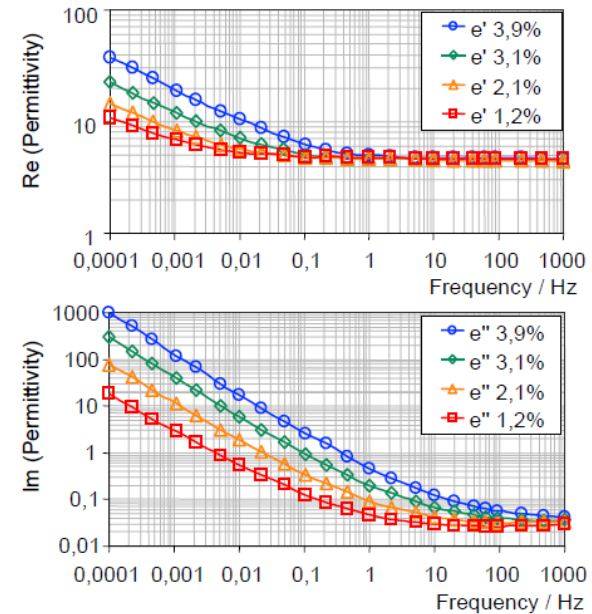 100
10
1
Re (Permittivity)
e' 3,9%
e' 3,1%
e' 2,1%
e' 1,2%
0,0001 0,001 0,01 0,1 1 10 100 1000
Frequency / Hz
1000
100
10
1
0,1
0,01
Im (Permittivity)
e" 3,9%
e" 3,1%
e" 2,1%
e" 1,2%
0,0001 0,001 0,01 0,1 1 10 100 1000
Frequency / Hz